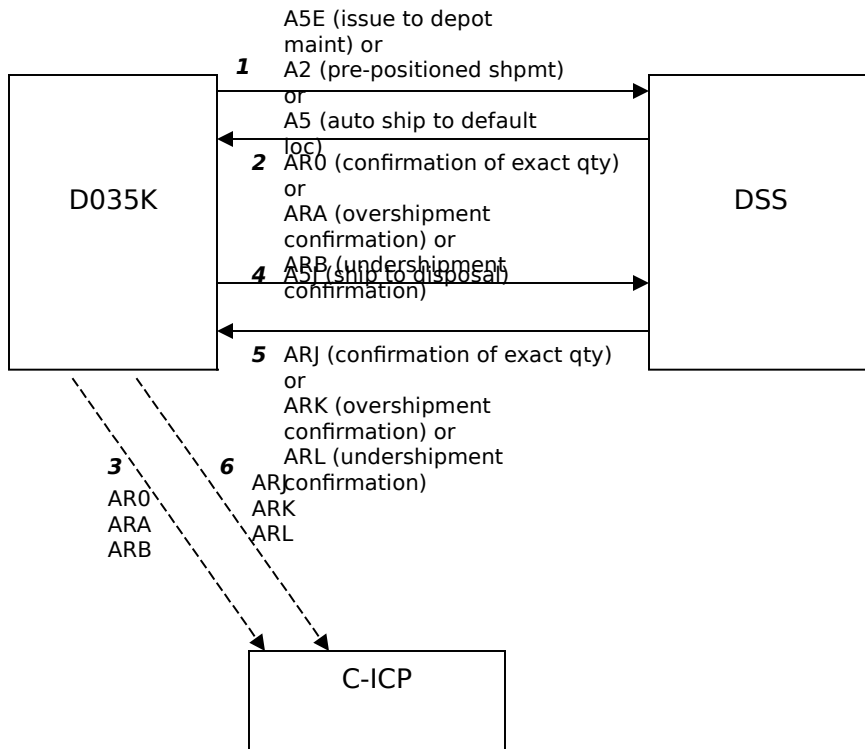 A5E (issue to depot
maint) or
1
A2 (pre-positioned shpmt)
or
A5 (auto ship to default
loc)
2
AR0 (confirmation of exact qty)
or
ARA (overshipment
confirmation) or
ARB (undershipment
confirmation)
D035K
DSS
4
A5J (ship to disposal)
5
ARJ (confirmation of exact qty)
or
ARK (overshipment
confirmation) or
ARL (undershipment
confirmation)
3
AR0
ARA
ARB
6
ARJ
ARK
ARL
C-ICP